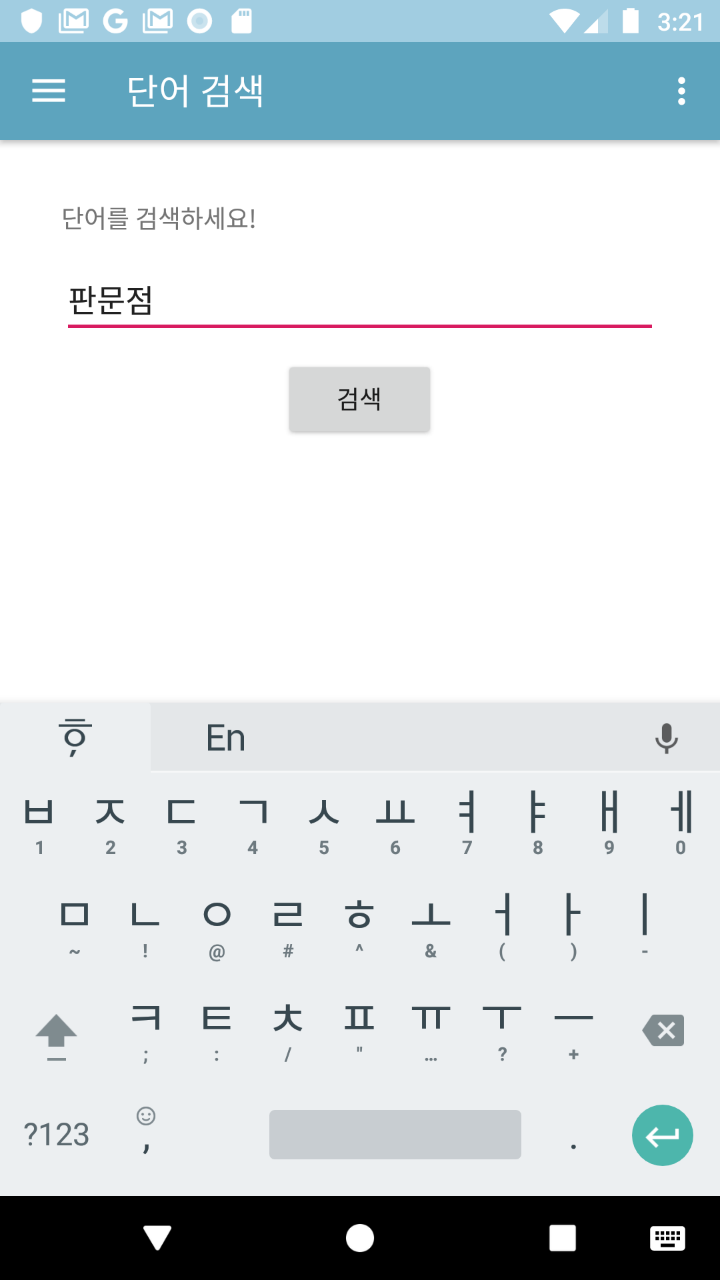 3:21
단어 검색
단어를 검색하세요!
판문점
검색
ㅎ En
ㅂ ㅈ ㄷ ㄱ ㅅ ㅛ ㅕ ㅑ ㅐ ㅔ
1 2 3 4 5 6 7 8 9 0
ㅁ ㄴ ㅇ ㄹ ㅎ ㅗ ㅓ ㅏ ㅣ
~ ! @ # ^ & ( ) -
ㅋ ㅌ ㅊ ㅍ ㅠ ㅜ ㅡ
; : / " … ? +
?123 , .